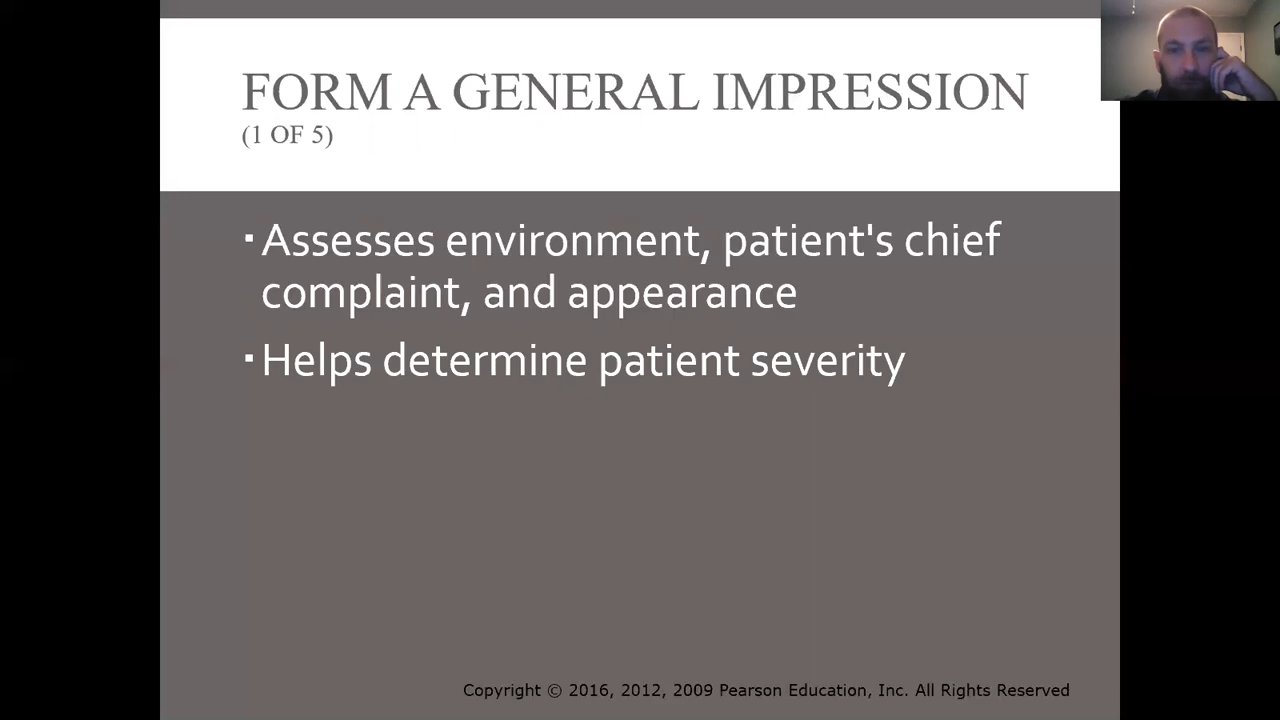 FORM A GENERAL IMPRESSION
(1 OF 5)
▪ Assesses environment, patient's chief
complaint, and appearance
▪ Helps determine patient severity
Copyright © 2016, 2012, 2009 Pearson Education, Inc. All Rights Reserved